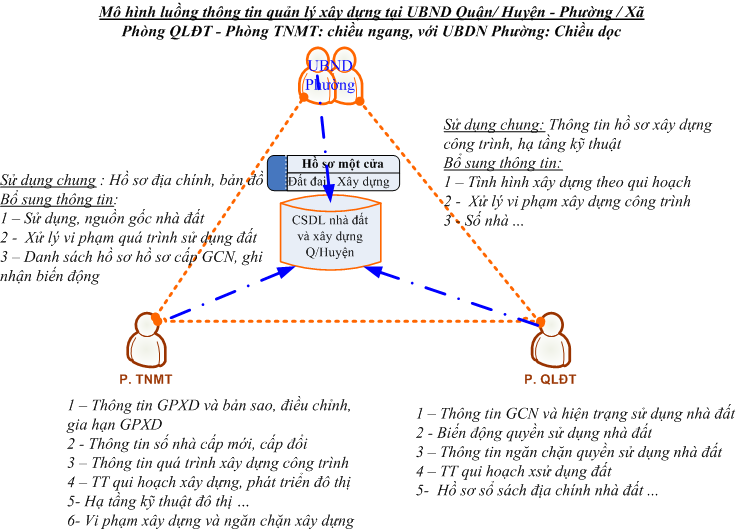 Mô hình luồng thông tin quản lý xây dựng tại UBND Quận/ Huyện - Phường / Xã
Phòng QLĐT - Phòng TNMT: chiều ngang, với UBDN Phường: Chiều dọc
UBND
Phường
Sử dụng chung: Thông tin hồ sơ xây dựng
công trình, hạ tầng kỹ thuật
Bổ sung thông tin:
1 – Tình hình xây dựng theo qui hoạch
2 -  Xử lý vi phạm xây dựng công trình
3 - Số nhà ...
Hồ sơ một cửa
Đất đai
Xây dựng
Sử dụng chung : Hồ sơ địa chính, bản đồ
Bổ sung thông tin:
1 – Sử dụng, nguồn gốc nhà đất
2 -  Xử lý vi phạm quá trình sử dụng đất
3 – Danh sách hồ sơ hồ sơ cấp GCN, ghi
nhận biến động
CSDL nhà đất
và xây dựng
Q/Huyện
P. TNMT
P. QLĐT
1 – Thông tin GPXD và bản sao, điều chỉnh,
gia hạn GPXD
2 - Thông tin số nhà cấp mới, cấp đổi
3 – Thông tin quá trình xây dựng công trình
4 – TT qui hoạch xây dựng, phát triển đô thị
5-  Hạ tầng kỹ thuật đô thị ...
6- Vi phạm xây dựng và ngăn chặn xây dựng
1 – Thông tin GCN và hiện trạng sử dụng nhà đất
2 - Biến động quyền sử dụng nhà đất
3 – Thông tin ngăn chặn quyền sử dụng nhà đất
4 – TT qui hoạch xsử dụng đất
5-  Hồ sơ sổ sách địa chính nhà đất ...